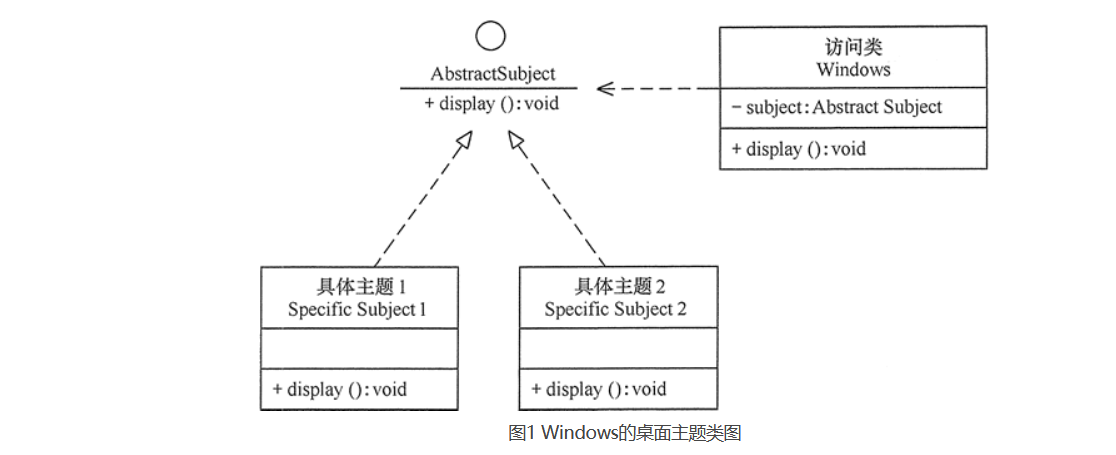 AbstractSubject
+ display ():void
访问类
Windows
− subject:Abstract Subject
+ display ():void
具体主题1
Specific Subject 1
+ display ():void
具体主题2
Specific Subject 2
+ display ():void
图1 Windows的桌面主题类图